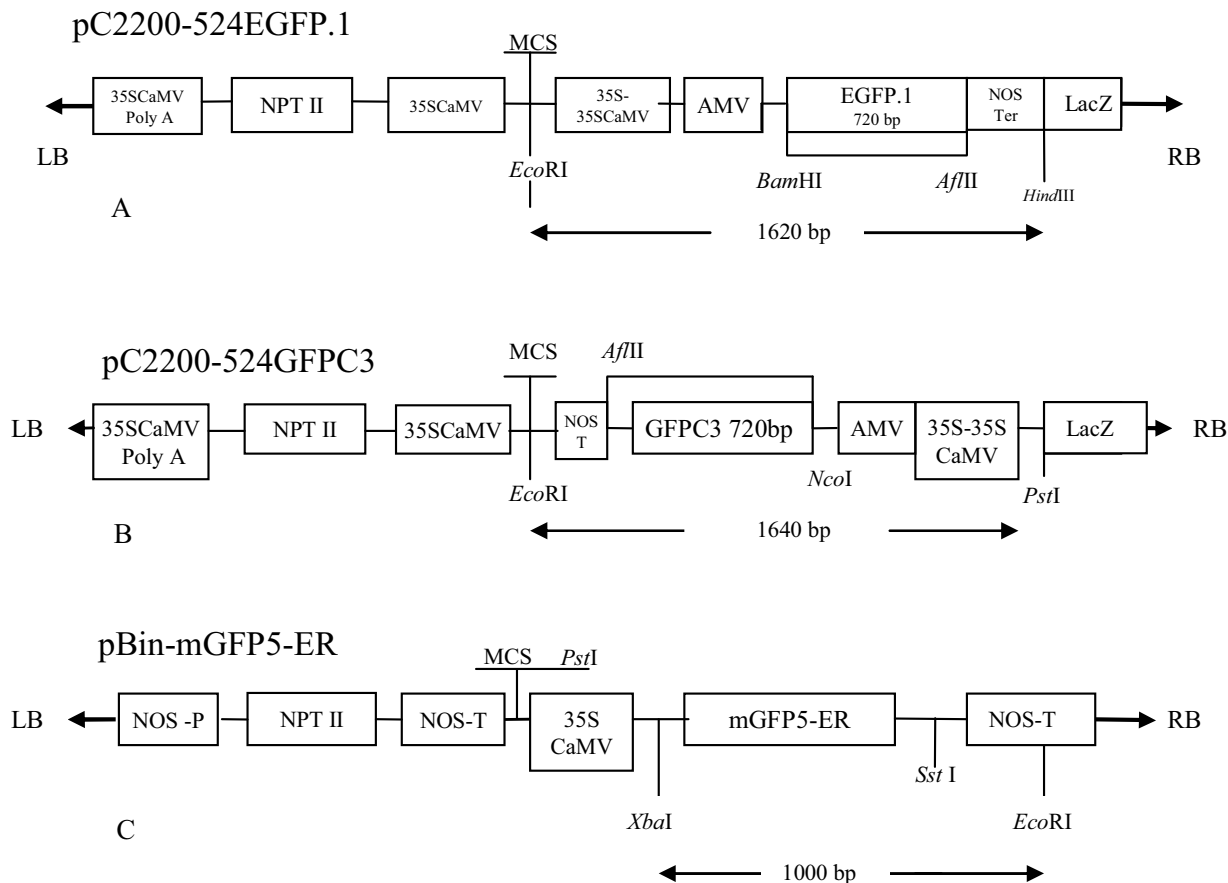 pC2200-524EGFP.1
MCS
35SCaMV
Poly A
NPT II
35SCaMV
35S-
35SCaMV
AMV
EGFP.1
720 bp
NOS
Ter
LacZ
LB
RB
EcoRI
BamHI
AflII
HindIII
A
1620 bp
pC2200-524GFPC3
MCS
AflII
LB
35SCaMV
Poly A
NPT II
35SCaMV
NOS
T
GFPC3 720bp
AMV
35S-35S
CaMV
LacZ
RB
EcoRI
NcoI
PstI
B
1640 bp
pBin-mGFP5-ER
MCS
PstI
LB
NOS -P
NPT II
NOS-T
35S
CaMV
mGFP5-ER
NOS-T
RB
Sst I
XbaI
EcoRI
C
1000 bp